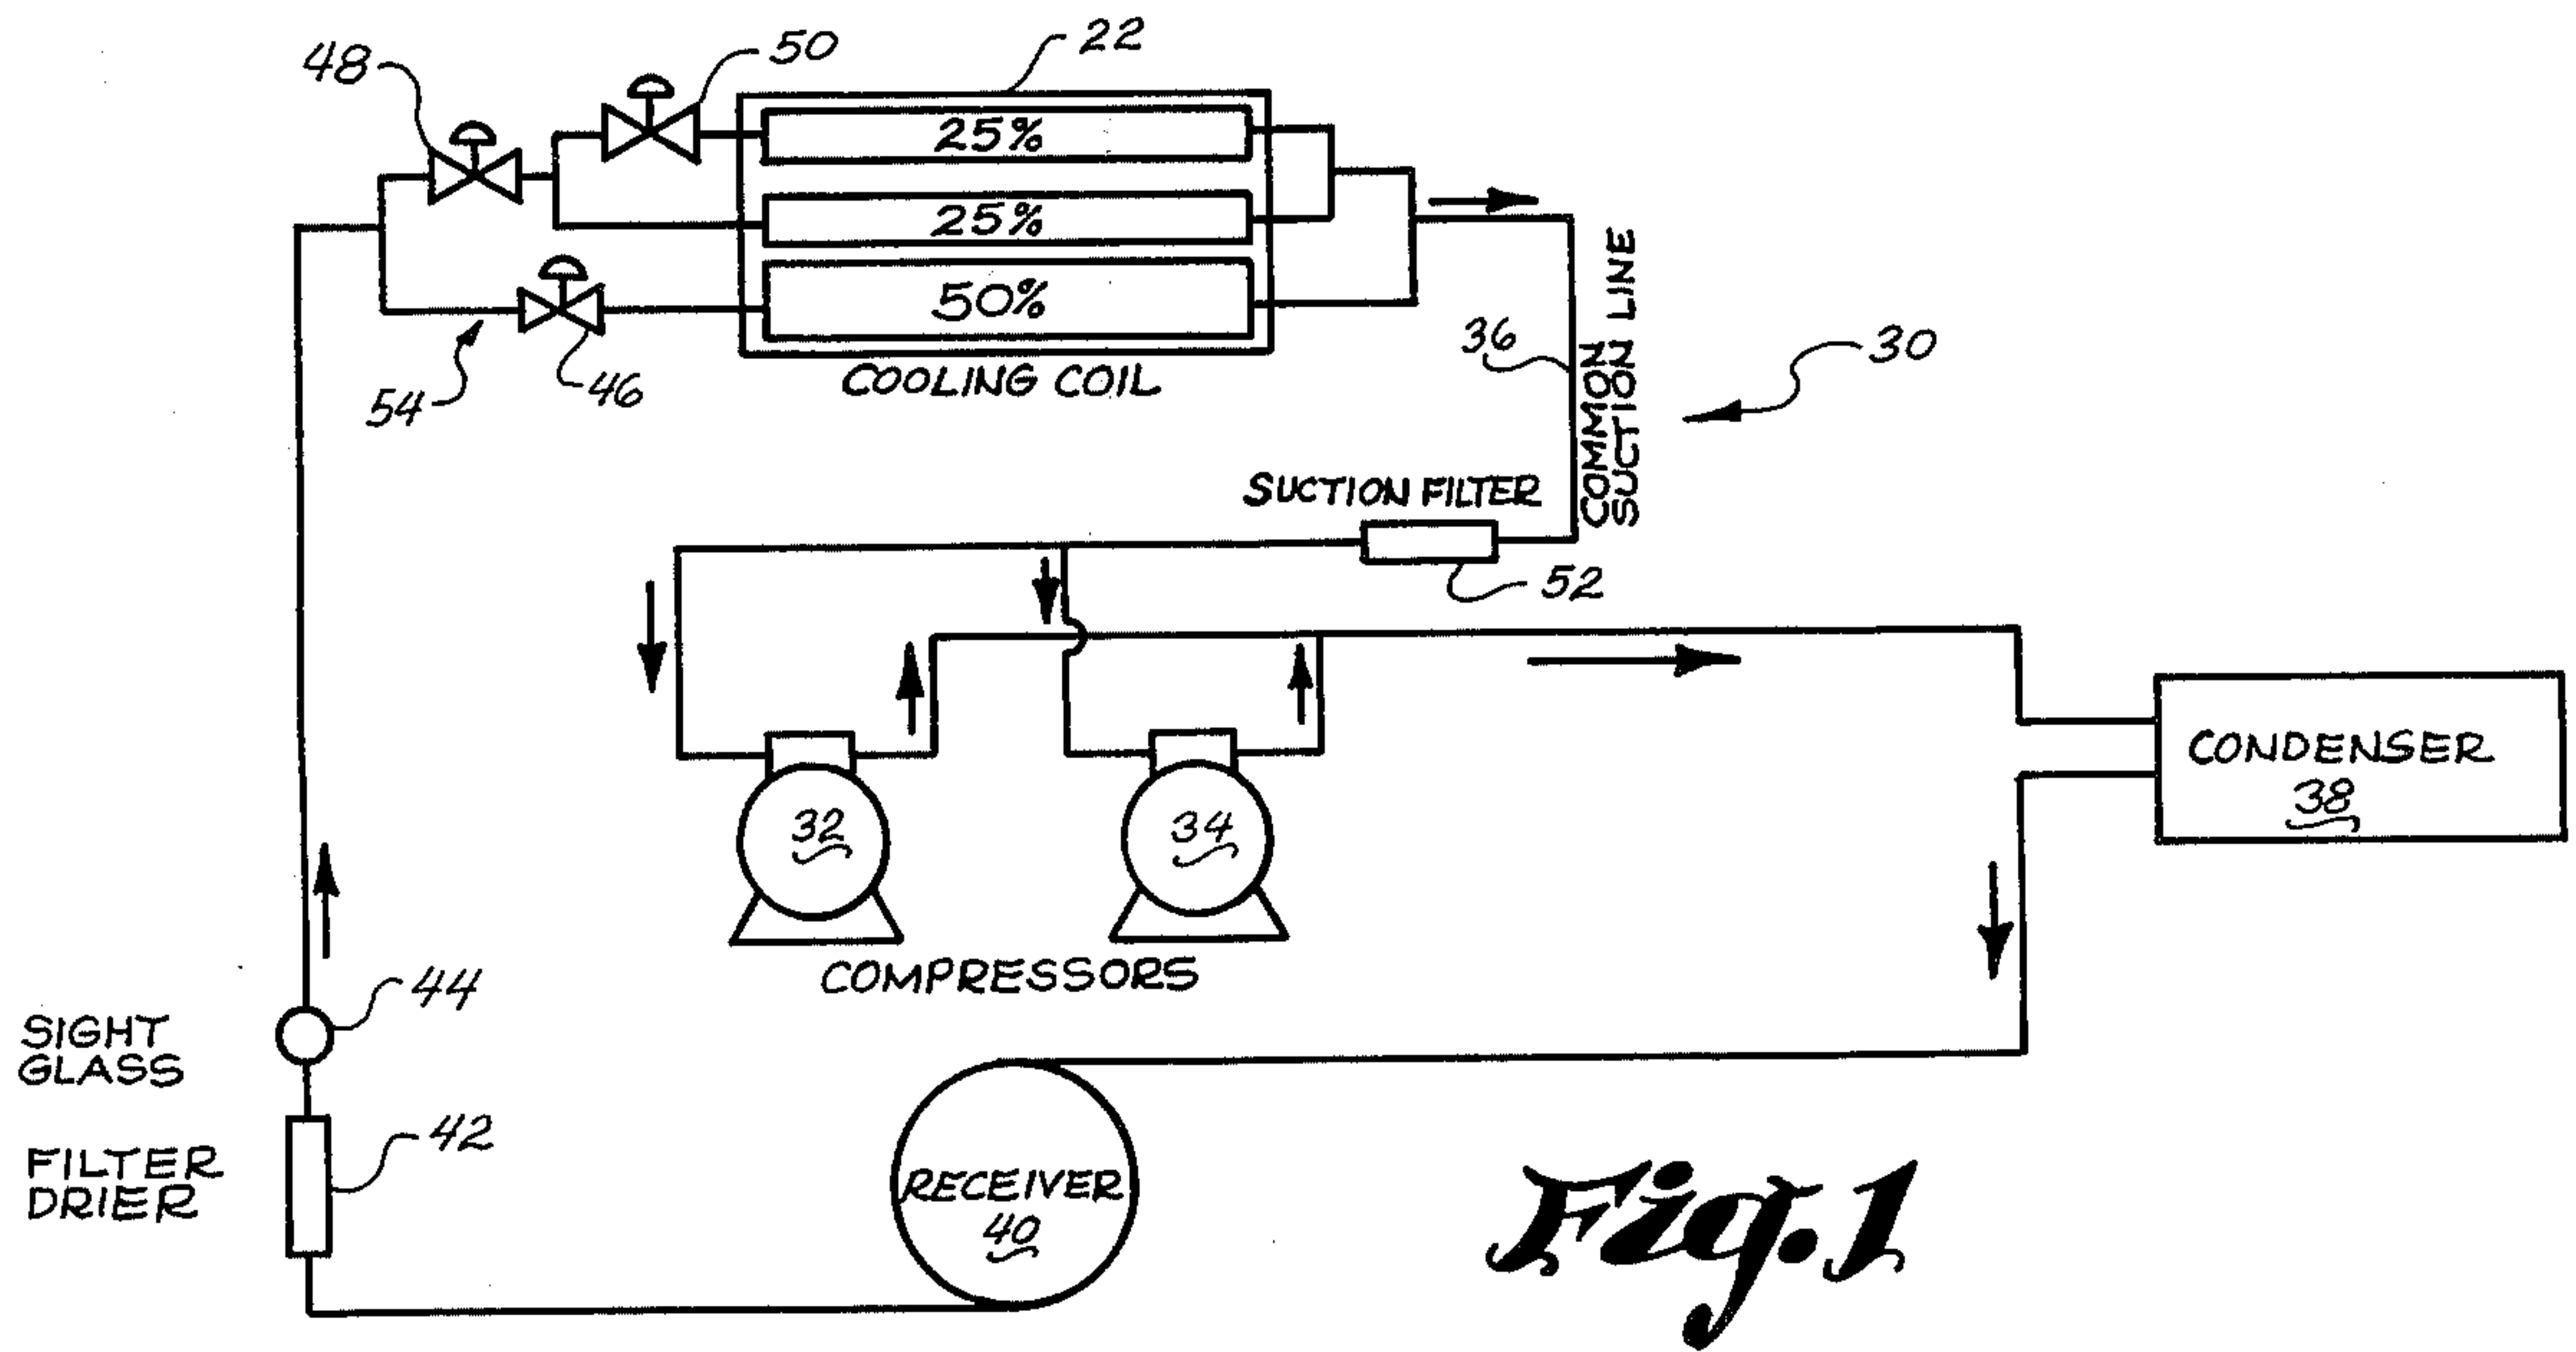 48
50
22
25%
25%
50%
COOLING COIL
54
46
36
COMMON
SUCTION LINE
30
SUCTION FILTER
52
32
34
COMPRESSORS
CONDENSER
38
44
SIGHT
GLASS
42
FILTER
DRIER
RECEIVER
40
Fig.1